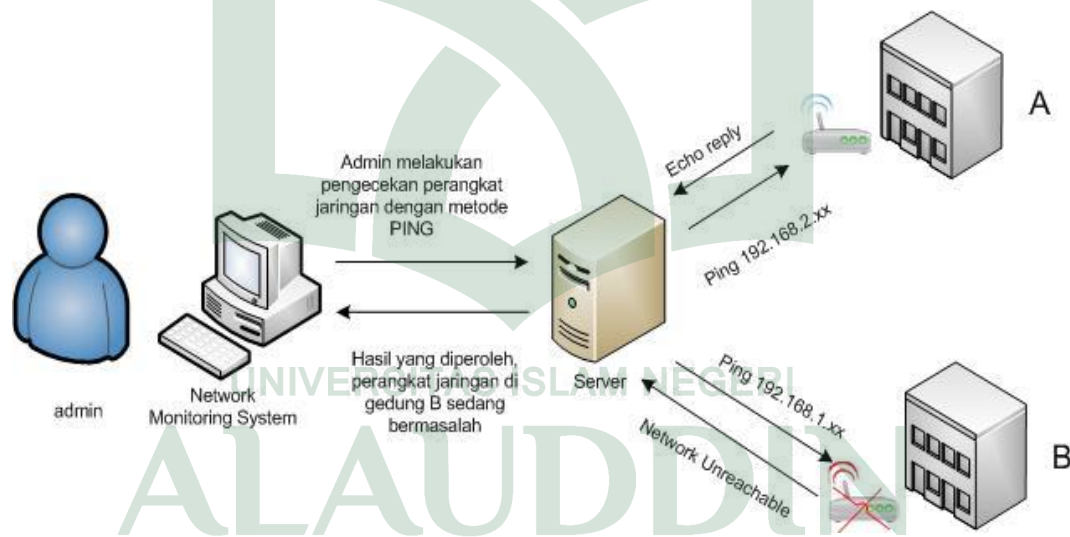 Admin melakukan
pengecekan perangkat
jaringan dengan metode
PING
Echo reply
Ping 192.168.2.xx
A
admin
Network
Monitoring System
Hasil yang diperoleh,
perangkat jaringan di
gedung B sedang
bermasalah
Server
Ping 192.168.1.xx
Network Unreachable
B
UNIVERSITAS ISLAM NEGERI
ALAUDDIN